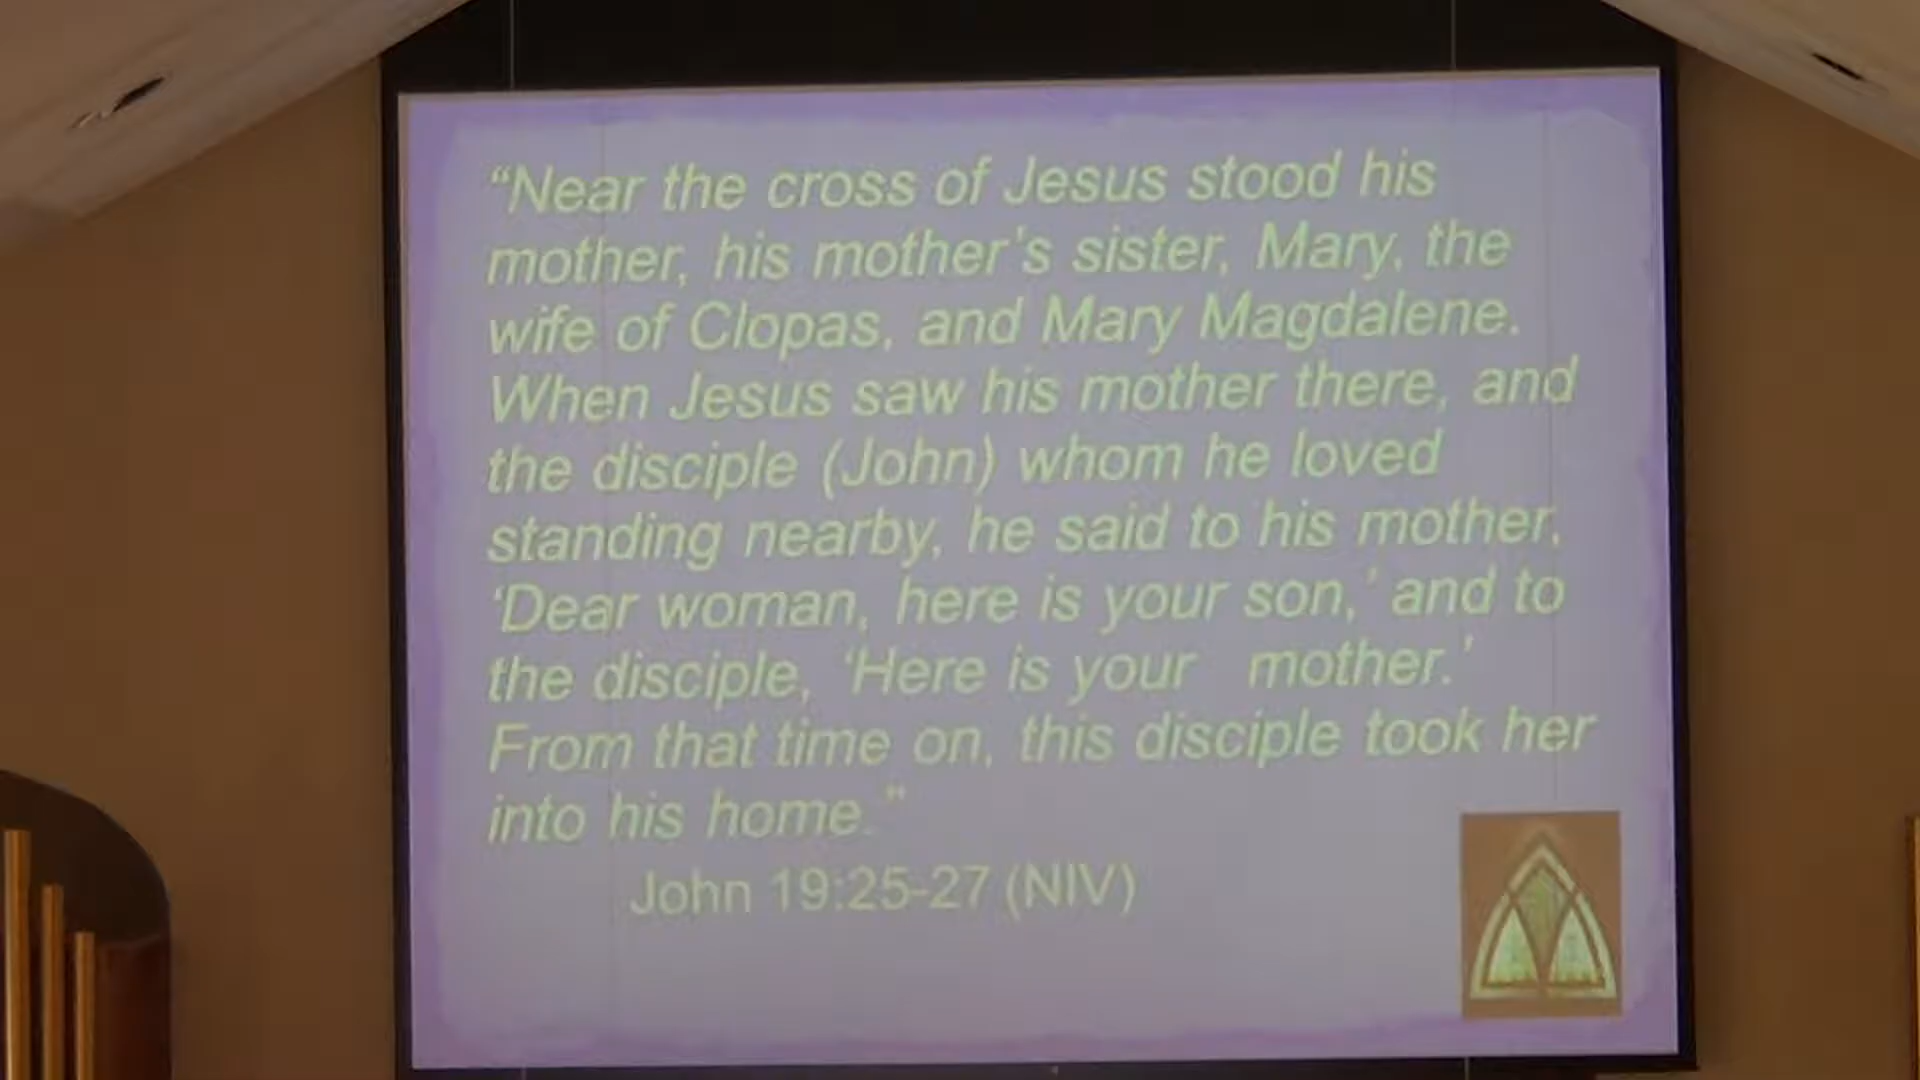 “Near the cross of Jesus stood his
mother, his mother's sister, Mary, the
wife of Clopas, and Mary Magdalene.
When Jesus saw his mother there, and
the disciple (John) whom he loved
standing nearby, he said to his mother,
‘Dear woman, here is your son,’ and to
the disciple, ‘Here is your mother.’
From that time on, this disciple took her
into his home.”
John 19:25-27 (NIV)